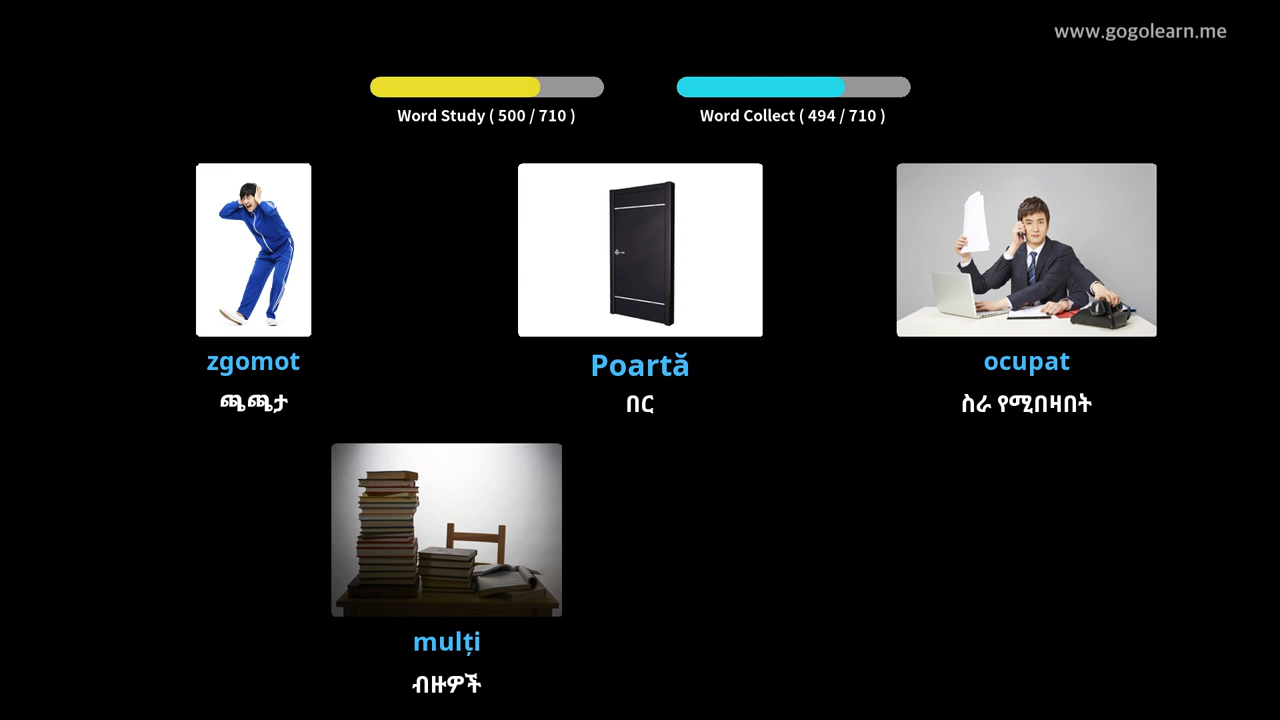 www.gogolearn.me
Word Study ( 500 / 710 )
Word Collect ( 494 / 710 )
zgomot
ጫጫታ
Poartă
በር
ocupat
ስራ የሚበዛበት
mulți
ብዙዎች